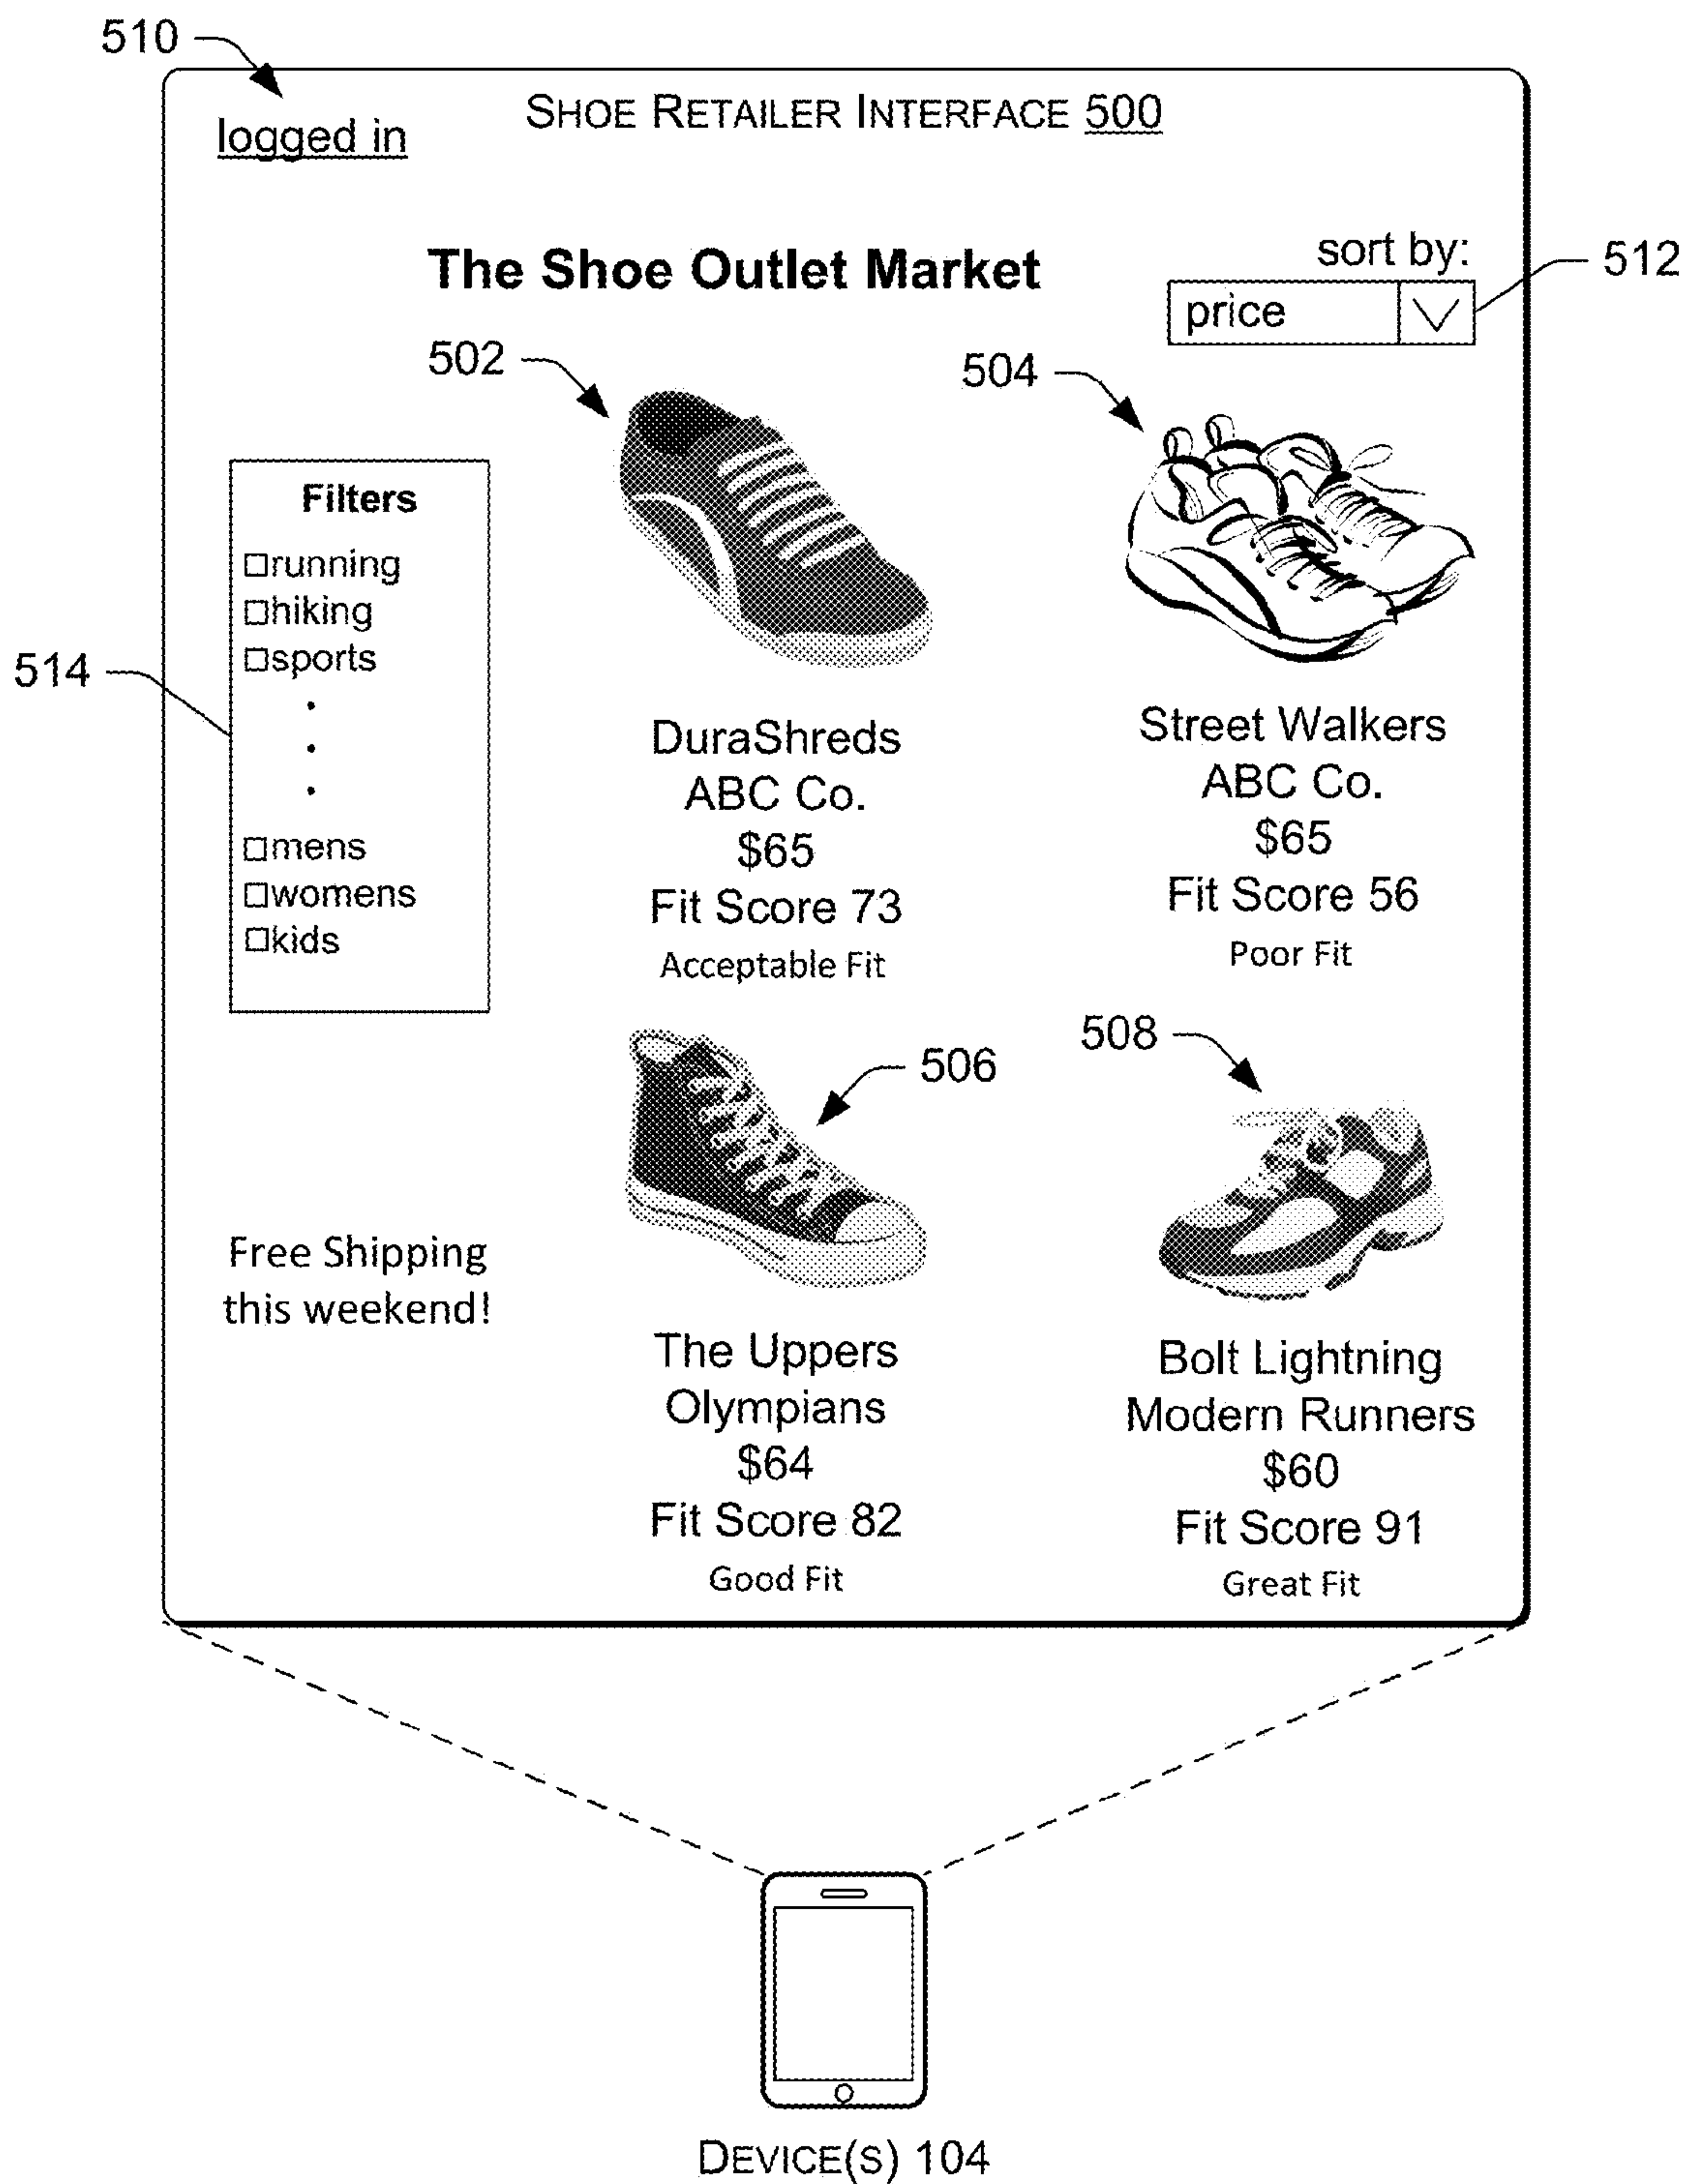 510
SHOE RETAILER INTERFACE 500
logged in
The Shoe Outlet Market
sort by:
512
price
502
504
Filters
□running
□hiking
□sports
514
□mens
□womens
□kids
DuraShreds
ABC Co.
$65
Fit Score 73
Acceptable Fit
Street Walkers
ABC Co.
$65
Fit Score 56
Poor Fit
506
508
Free Shipping
this weekend!
The Uppers
Olympians
$64
Fit Score 82
Good Fit
Bolt Lightning
Modern Runners
$60
Fit Score 91
Great Fit
DEVICE(S) 104